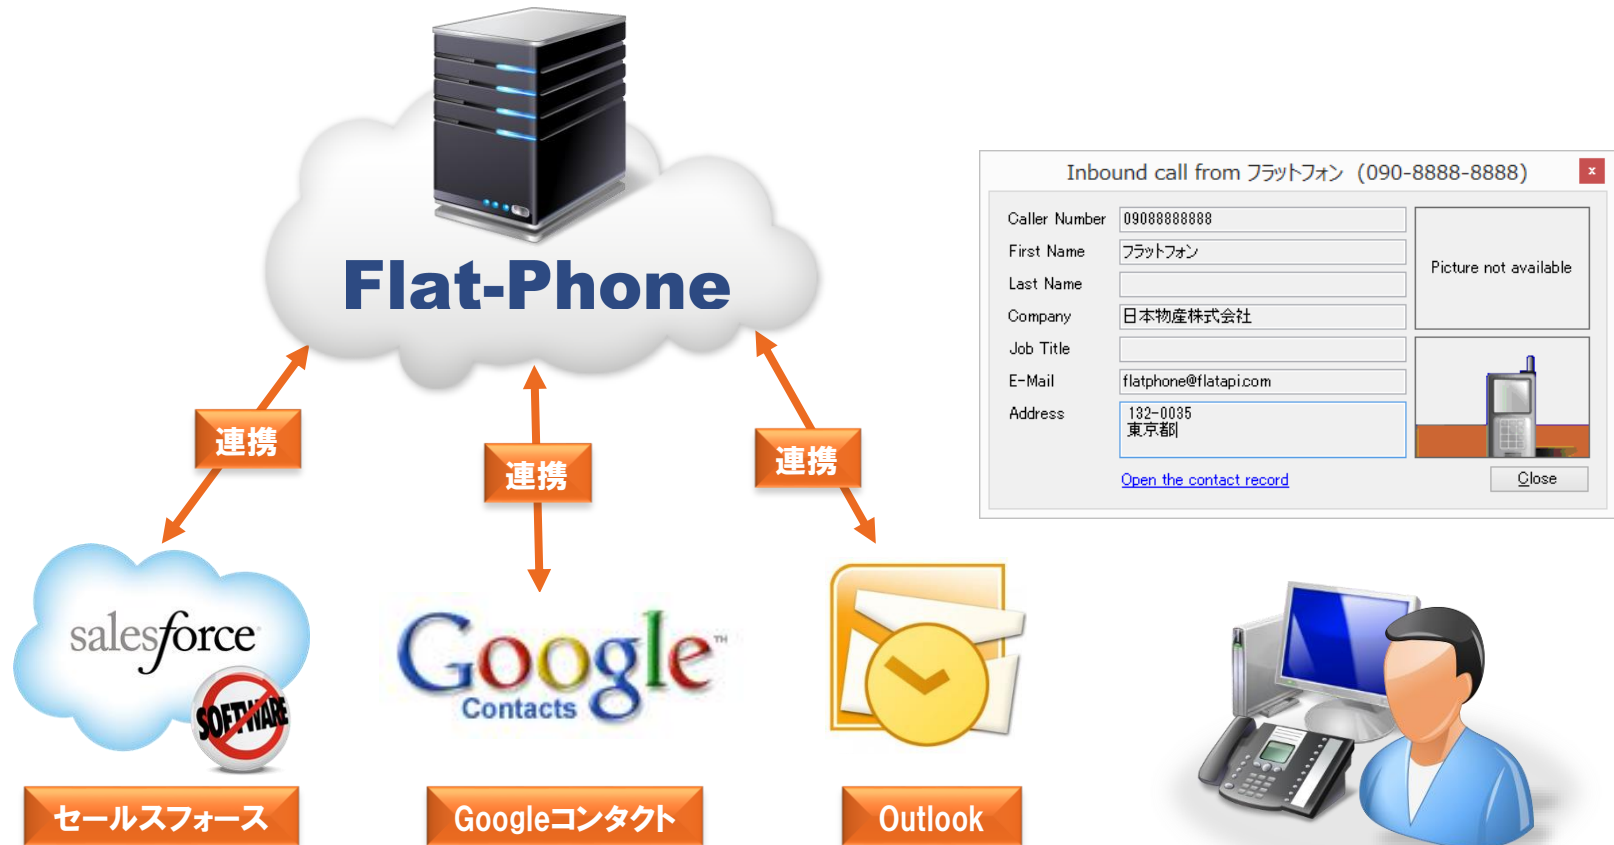 Flat-Phone
連携
連携
連携
salesforce
SOFTWARE
Google™
Contacts
セールスフォース
Googleコンタクト
Outlook
Inbound call from フラットフォン (090-8888-8888)
x
Caller Number 09088888888
First Name フラットフォン
Last Name
Company 日本物産株式会社
Job Title
E-Mail flatphone@flatapi.com
Address 132-0035
東京都
Picture not available
Open the contact record
Close